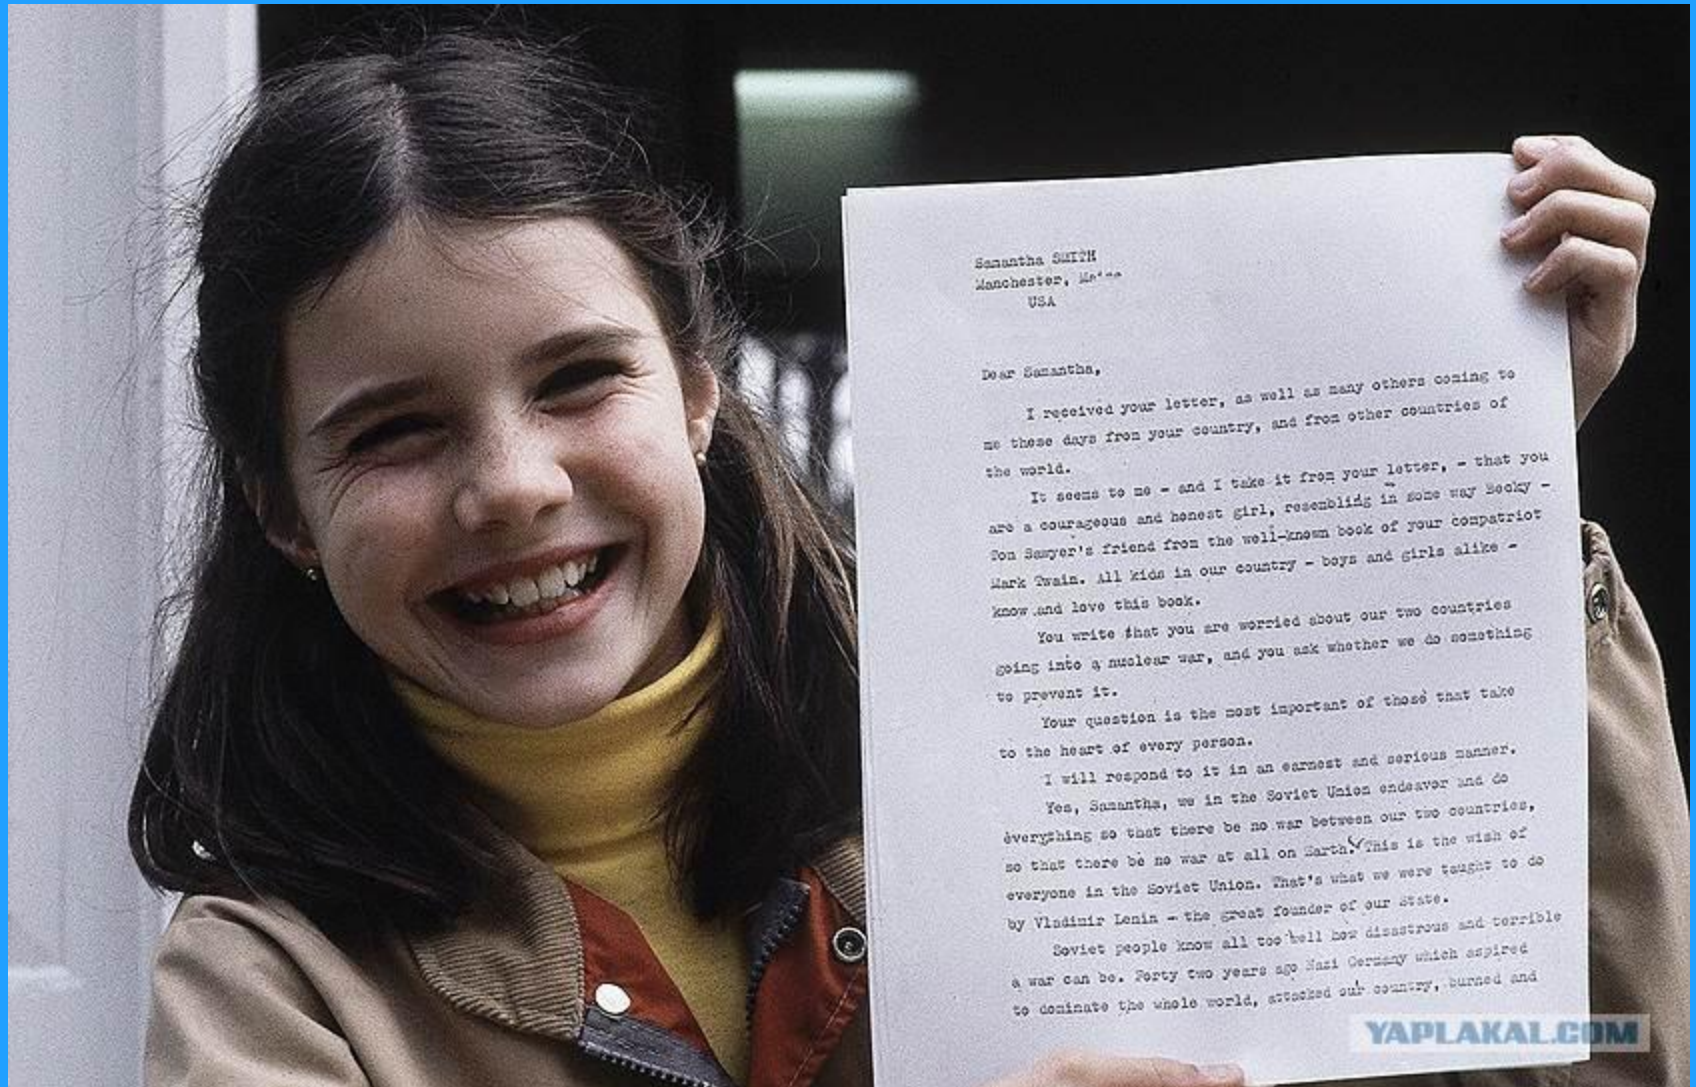 Samantha SMITH
Manchester, Maine
USA
Dear Samantha,
I received your letter, as well as many others coming to
me these days from your country, and from other countries of
the world.
It seems to me - and I take it from your letter, - that you
are a courageous and honest girl, resembling in some way Becky -
Tom Sawyer's friend from the well-known book of your compatriot
Mark Twain. All kids in our country - boys and girls alike -
know and love this book.
You write that you are worried about our two countries
going into a nuclear war, and you ask whether we do something
to prevent it.
Your question is the most important of those that take
to the heart of every person.
I will respond to it in an earnest and serious manner.
Yes, Samantha, we in the Soviet Union endeavor and do
everything so that there be no war between our two countries,
so that there be no war at all on Earth. This is the wish of
everyone in the Soviet Union. That's what we were taught to do
by Vladimir Lenin - the great founder of our State.
Soviet people know all too well how disastrous and terrible
a war can be. Forty two years ago Nazi Germany which aspired
to dominate the whole world, attacked our country, burned and
YAPLAKAL.COM